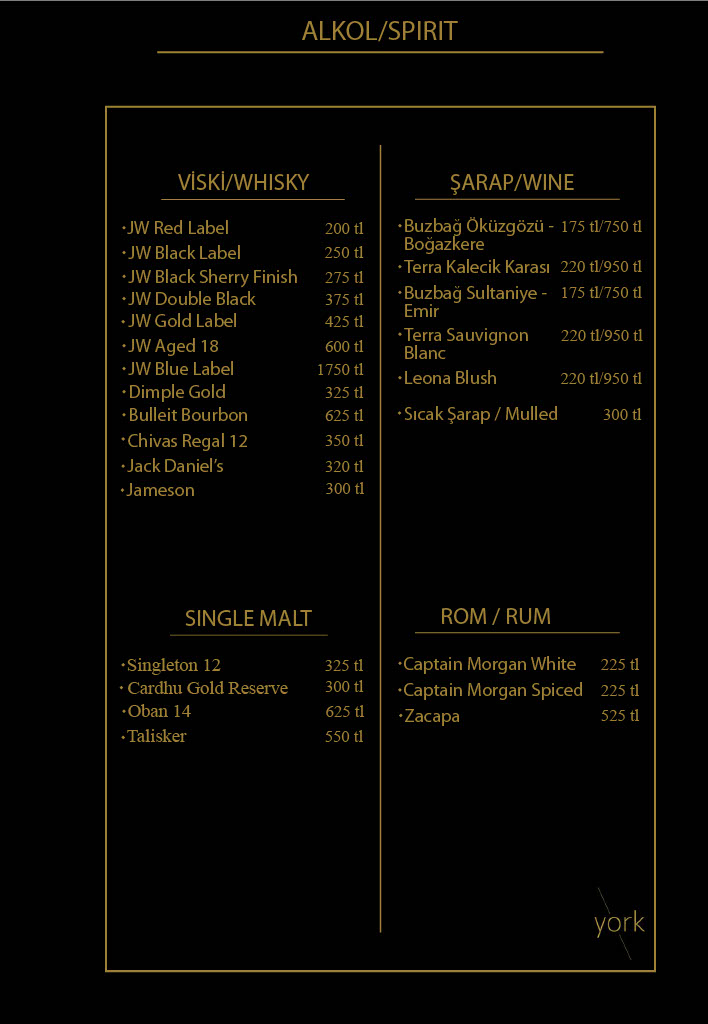 ALKOL/SPIRIT
VİSKİ/WHISKY
·JW Red Label 200 tl
·JW Black Label 250 tl
·JW Black Sherry Finish 275 tl
·JW Double Black 375 tl
·JW Gold Label 425 tl
·JW Aged 18 600 tl
·JW Blue Label 1750 tl
·Dimple Gold 325 tl
·Bulleit Bourbon 625 tl
·Chivas Regal 12 350 tl
·Jack Daniel’s 320 tl
·Jameson 300 tl
ŞARAP/WINE
·Buzbağ Öküzgözü - 175 tl/750 tl
Boğazkere
·Terra Kalecik Karası 220 tl/950 tl
·Buzbağ Sultaniye - 175 tl/750 tl
Emir
·Terra Sauvignon 220 tl/950 tl
Blanc
·Leona Blush 220 tl/950 tl
·Sıcak Şarap / Mulled 300 tl
SINGLE MALT
·Singleton 12 325 tl
·Cardhu Gold Reserve 300 tl
·Oban 14 625 tl
·Talisker 550 tl
ROM / RUM
·Captain Morgan White 225 tl
·Captain Morgan Spiced 225 tl
·Zacapa 525 tl
york